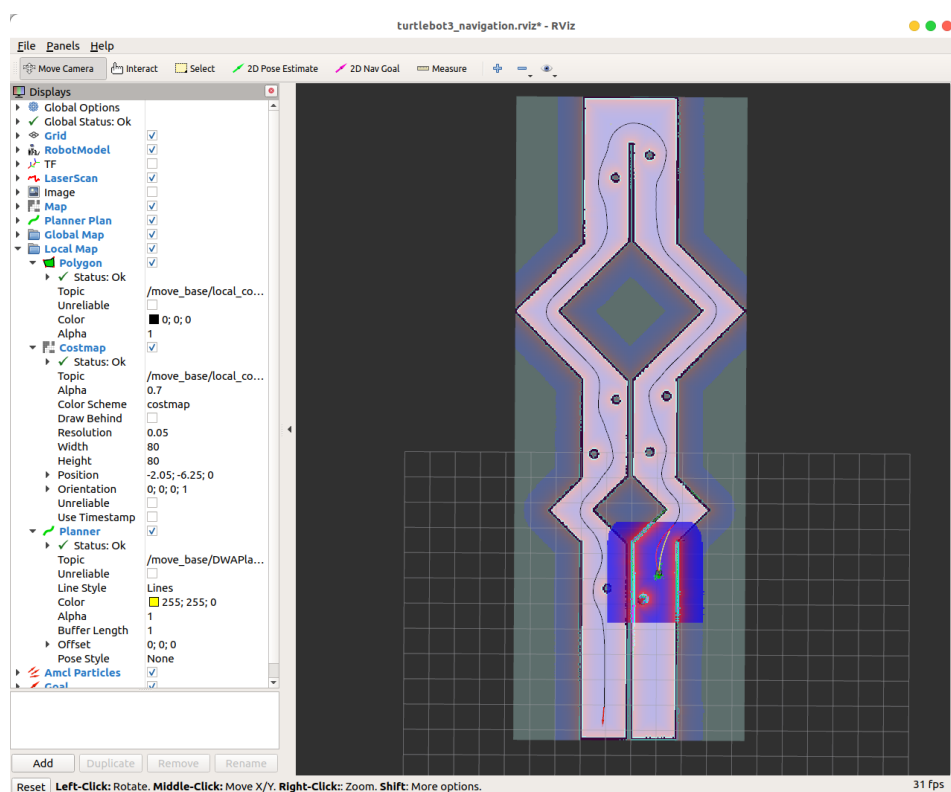 turtlebot3_navigation.rviz* - RViz
File Panels Help
Move Camera Interact Select 2D Pose Estimate 2D Nav Goal Measure
Displays
Global Options
Global Status: Ok
Grid
RobotModel
TF
LaserScan
Image
Map
Planner Plan
Global Map
Local Map
Polygon
Status: Ok
Topic /move_base/local_co...
Unreliable
Color 0; 0; 0
Alpha 1
Costmap
Status: Ok
Topic /move_base/local_co...
Alpha 0.7
Color Scheme costmap
Draw Behind
Resolution 0.05
Width 80
Height 80
Position -2.05; -6.25; 0
Orientation 0; 0; 0; 1
Unreliable
Use Timestamp
Planner
Status: Ok
Topic /move_base/DWAPla...
Unreliable
Line Style Lines
Color 255; 255; 0
Alpha 1
Buffer Length 1
Offset 0; 0; 0
Pose Style None
Amcl Particles
Goal
Add Duplicate Remove Rename
Reset Left-Click: Rotate. Middle-Click: Move X/Y. Right-Click:: Zoom. Shift: More options. 31 fps